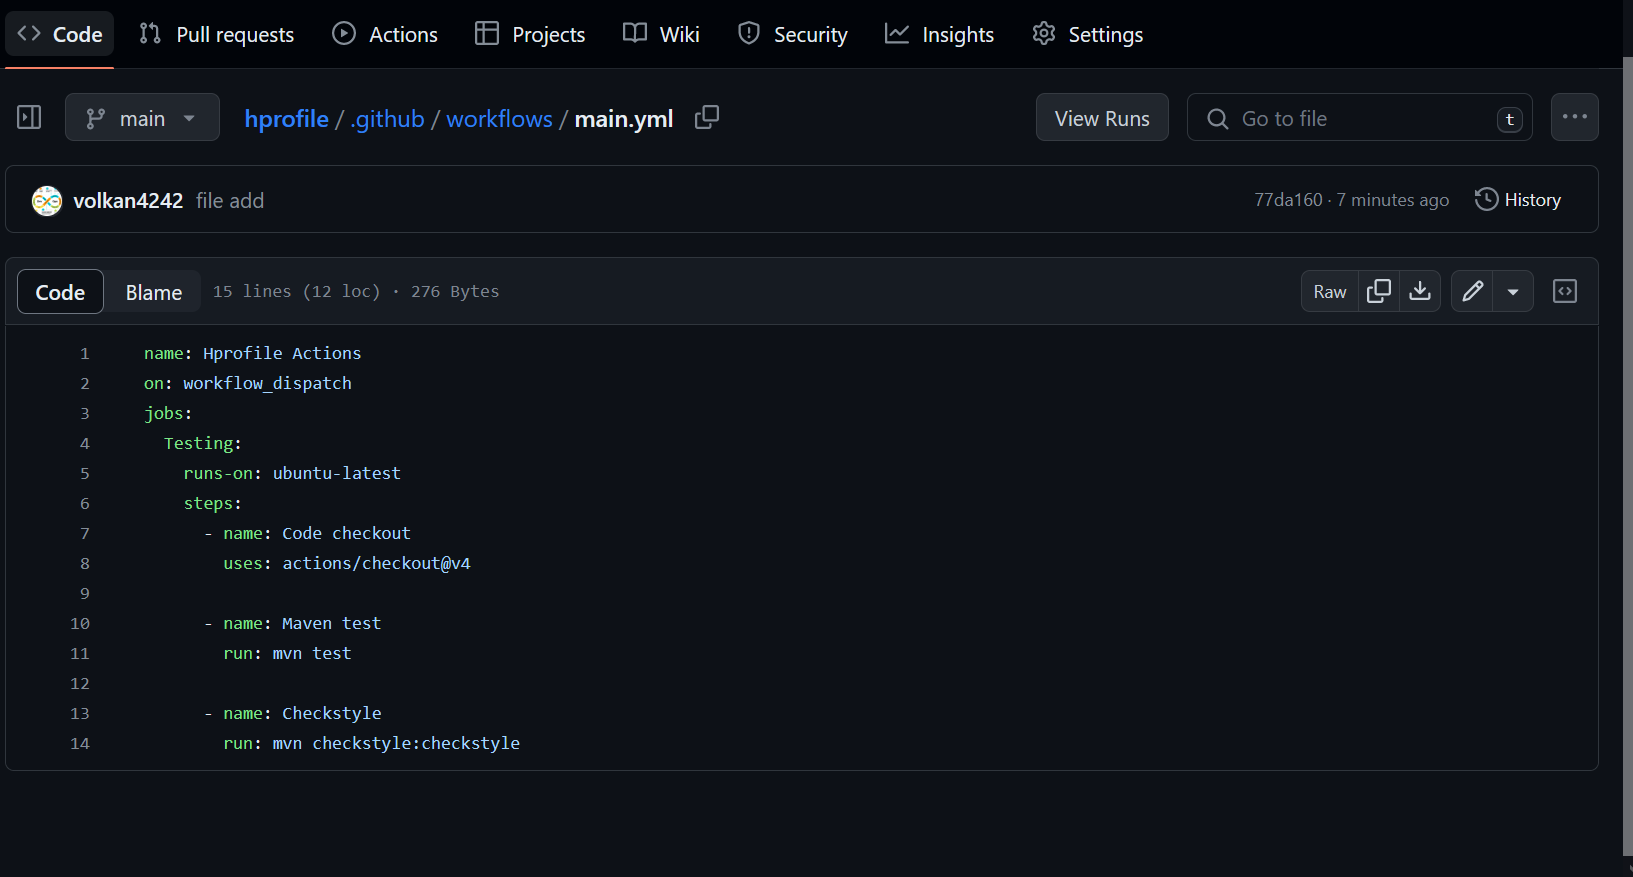 Code Pull requests Actions Projects Wiki Security Insights Settings
main hprofile / .github / workflows / main.yml View Runs Go to file t
volkan4242 file add 77da160 · 7 minutes ago History
Code Blame 15 lines (12 loc) · 276 Bytes Raw
1 name: Hprofile Actions
2 on: workflow_dispatch
3 jobs:
4   Testing:
5     runs-on: ubuntu-latest
6     steps:
7       - name: Code checkout
8         uses: actions/checkout@v4
9
10       - name: Maven test
11         run: mvn test
12
13       - name: Checkstyle
14         run: mvn checkstyle:checkstyle